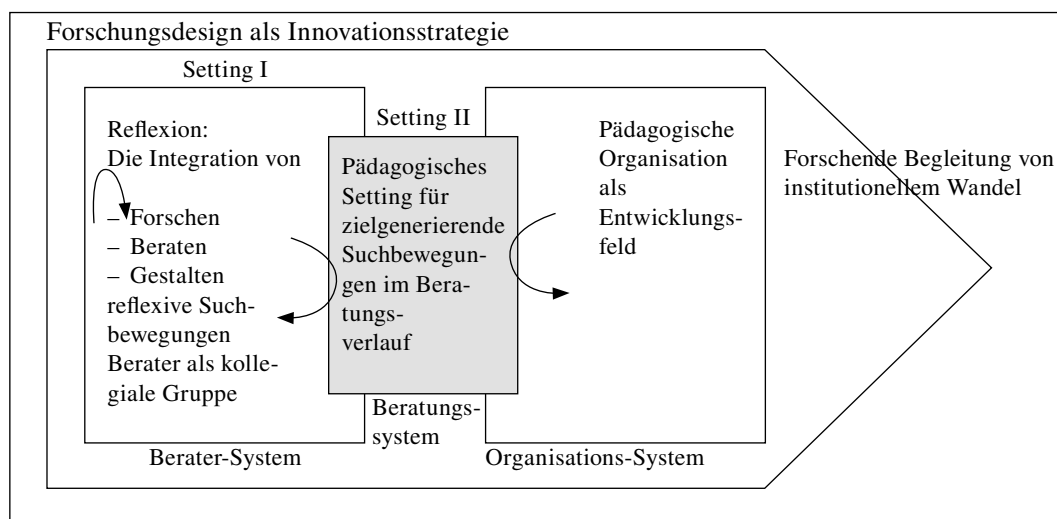 Forschungsdesign als Innovationsstrategie
Setting I
Reflexion:
Die Integration von
– Forschen
– Beraten
– Gestalten
reflexive Such-
bewegungen
Berater als kolle-
giale Gruppe
Berater-System
Setting II
Pädagogisches
Setting für
zielgenerierende
Suchbewegun-
gen im Bera-
tungs-
verlauf
Beratungs-
system
Pädagogische
Organisation
als
Entwicklungs-
feld
Organisations-System
Forschende Begleitung von
institutionellem Wandel